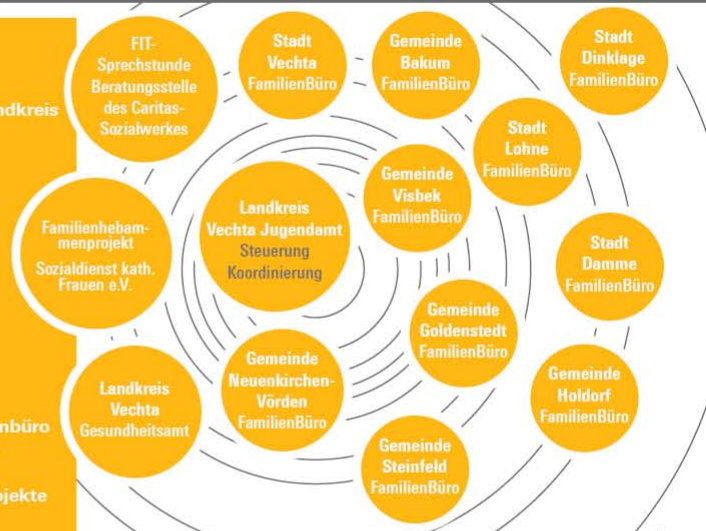 FIT-
Sprechstunde
Beratungsstelle
des Caritas-
Sozialwerkes
Stadt
Vechta
FamilienBüro
Gemeinde
Bakum
FamilienBüro
Stadt
Dinklage
FamilienBüro
ndkreis
Stadt
Lohne
FamilienBüro
Gemeinde
Visbek
FamilienBüro
Landkreis
Vechta Jugendamt
Steuerung
Koordinierung
Familienhebam-
menprojekt
Sozialdienst kath.
Frauen e.V.
Stadt
Damme
FamilienBüro
Gemeinde
Goldenstedt
FamilienBüro
Gemeinde
Neuenkirchen-
Vörden
FamilienBüro
Landkreis
Vechta
Gesundheitsamt
Gemeinde
Holdorf
FamilienBüro
nbüro
Gemeinde
Steinfeld
FamilienBüro
jekte